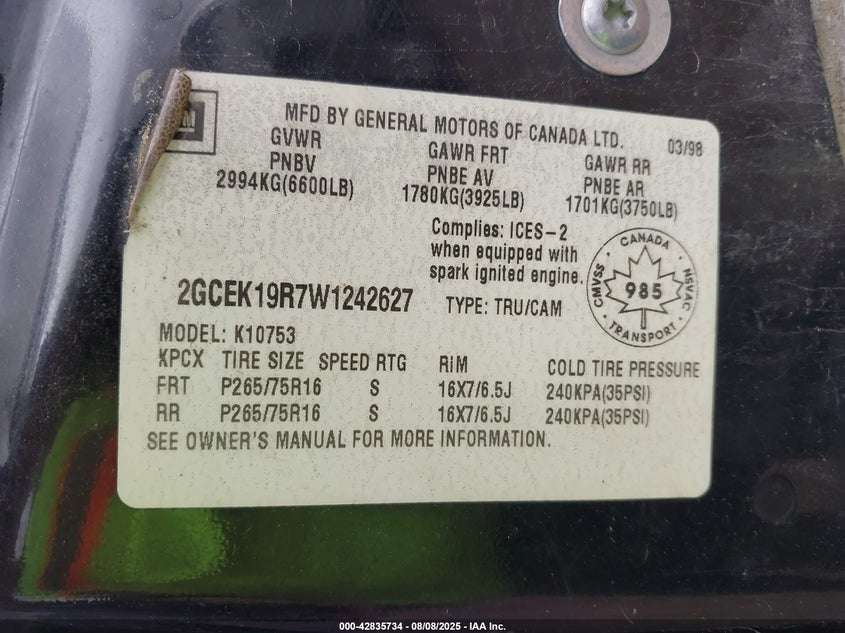 MFD BY GENERAL MOTORS OF CANADA LTD. 03/98
GVWR GAWR FRT GAWR RR
PNBV PNBE AV PNBE AR
2994KG(6600LB) 1780KG(3925LB) 1701KG(3750LB)
Complies: ICES-2
when equipped with
spark ignited engine.
CANADA
CMVSS 985 NSVAC
TRANSPORT
2GCEK19R7W1242627 TYPE: TRU/CAM
MODEL: K10753
KPCX TIRE SIZE SPEED RTG RIM COLD TIRE PRESSURE
FRT P265/75R16 S 16X7/6.5J 240KPA(35PSI)
RR P265/75R16 S 16X7/6.5J 240KPA(35PSI)
SEE OWNER'S MANUAL FOR MORE INFORMATION.
000-42835734 - 08/08/2025 - IAA Inc.